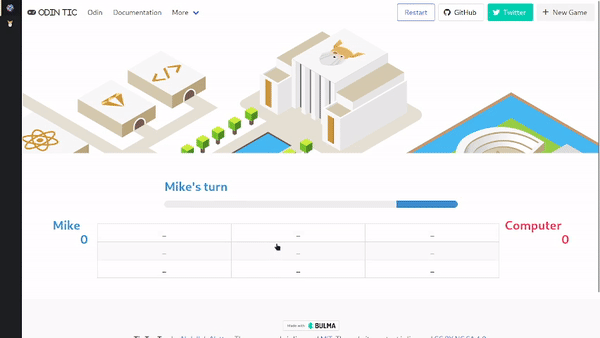 ODIN TIC Odin Documentation More Restart GitHub Twitter + New Game
</>
Mike's turn
Mike Computer
0 0
– – –
– – –
– – –
Made with BULMA